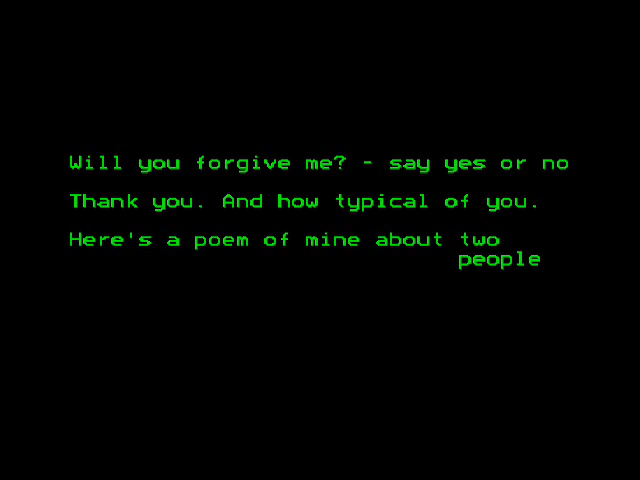 Will you forgive me? - say yes or no
Thank you. And how typical of you.
Here's a poem of mine about two
people